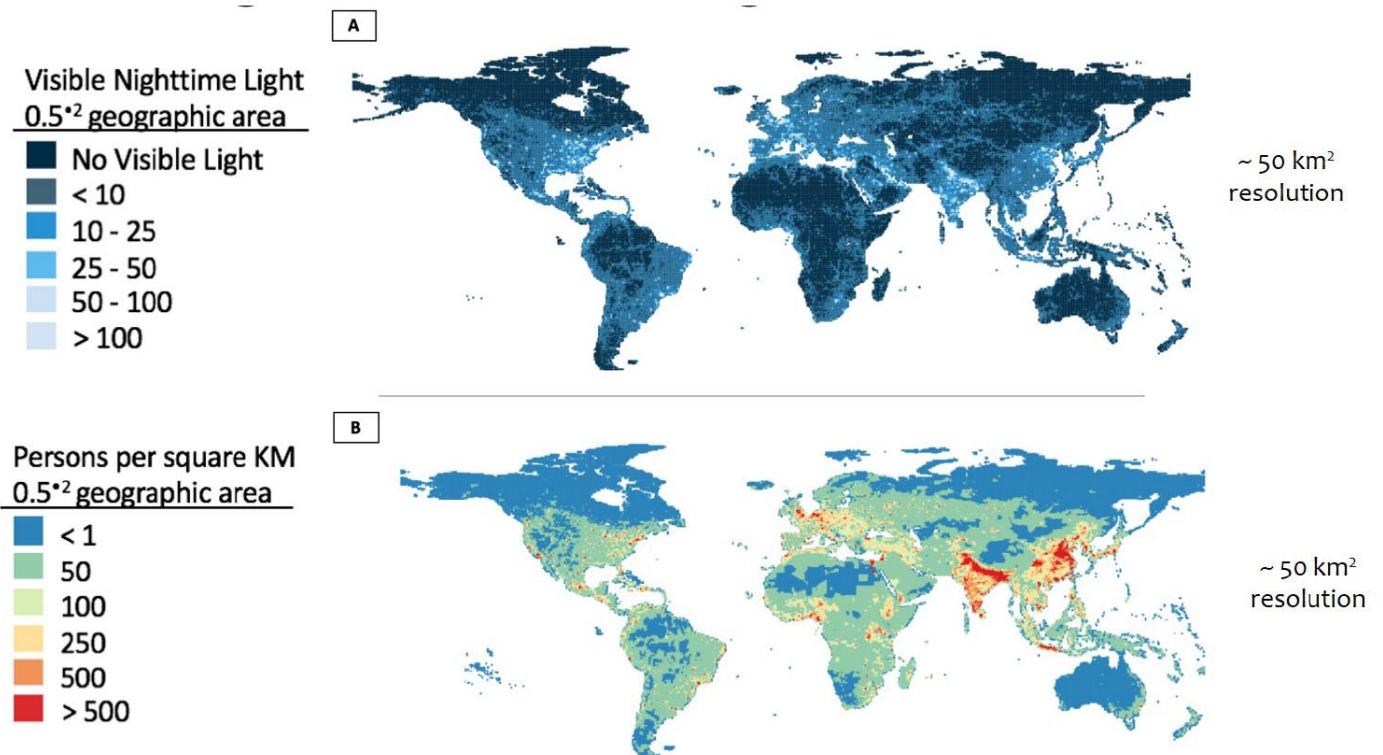 A
Visible Nighttime Light
0.5•² geographic area
No Visible Light
< 10
10 - 25
25 - 50
50 - 100
> 100
~ 50 km²
resolution
B
Persons per square KM
0.5•² geographic area
< 1
50
100
250
500
> 500
~ 50 km²
resolution